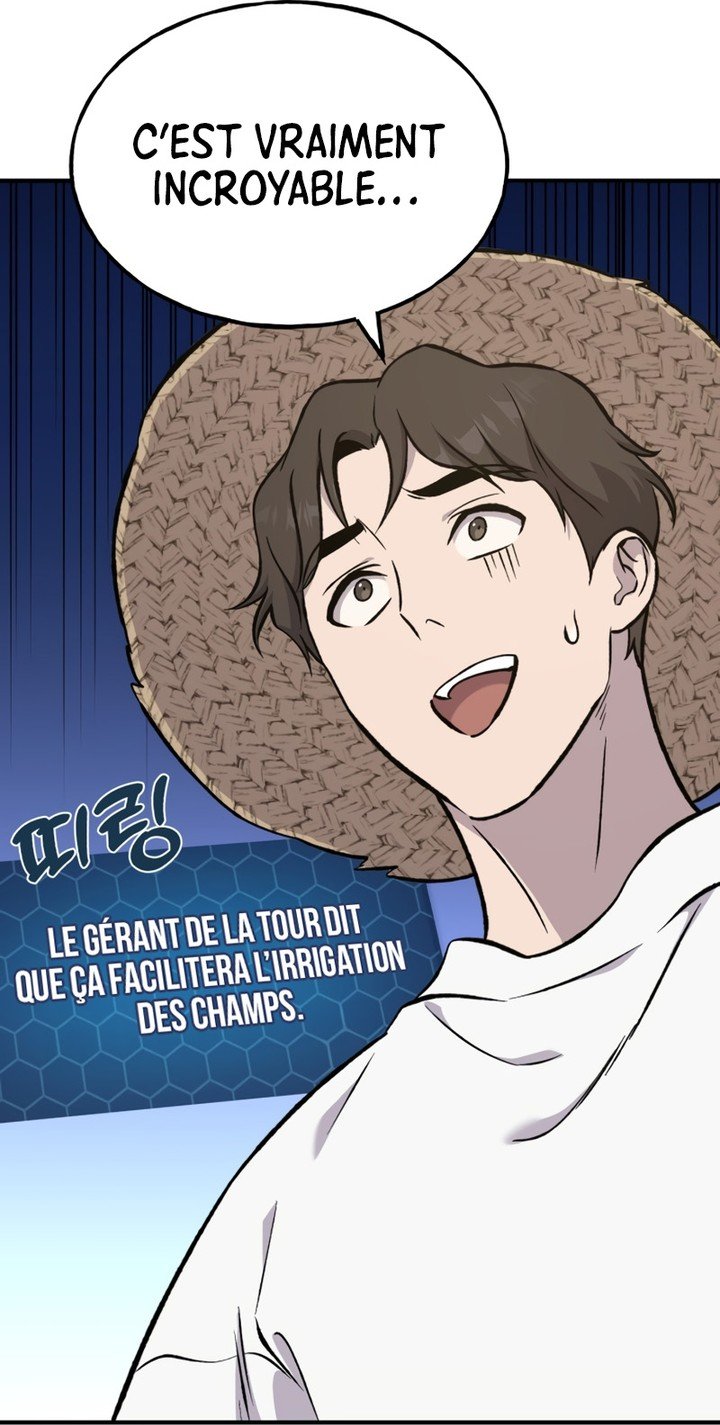 C'EST VRAIMENT
INCROYABLE...
띠링
LE GÉRANT DE LA TOUR DIT
QUE ÇA FACILITERA L'IRRIGATION
DES CHAMPS.